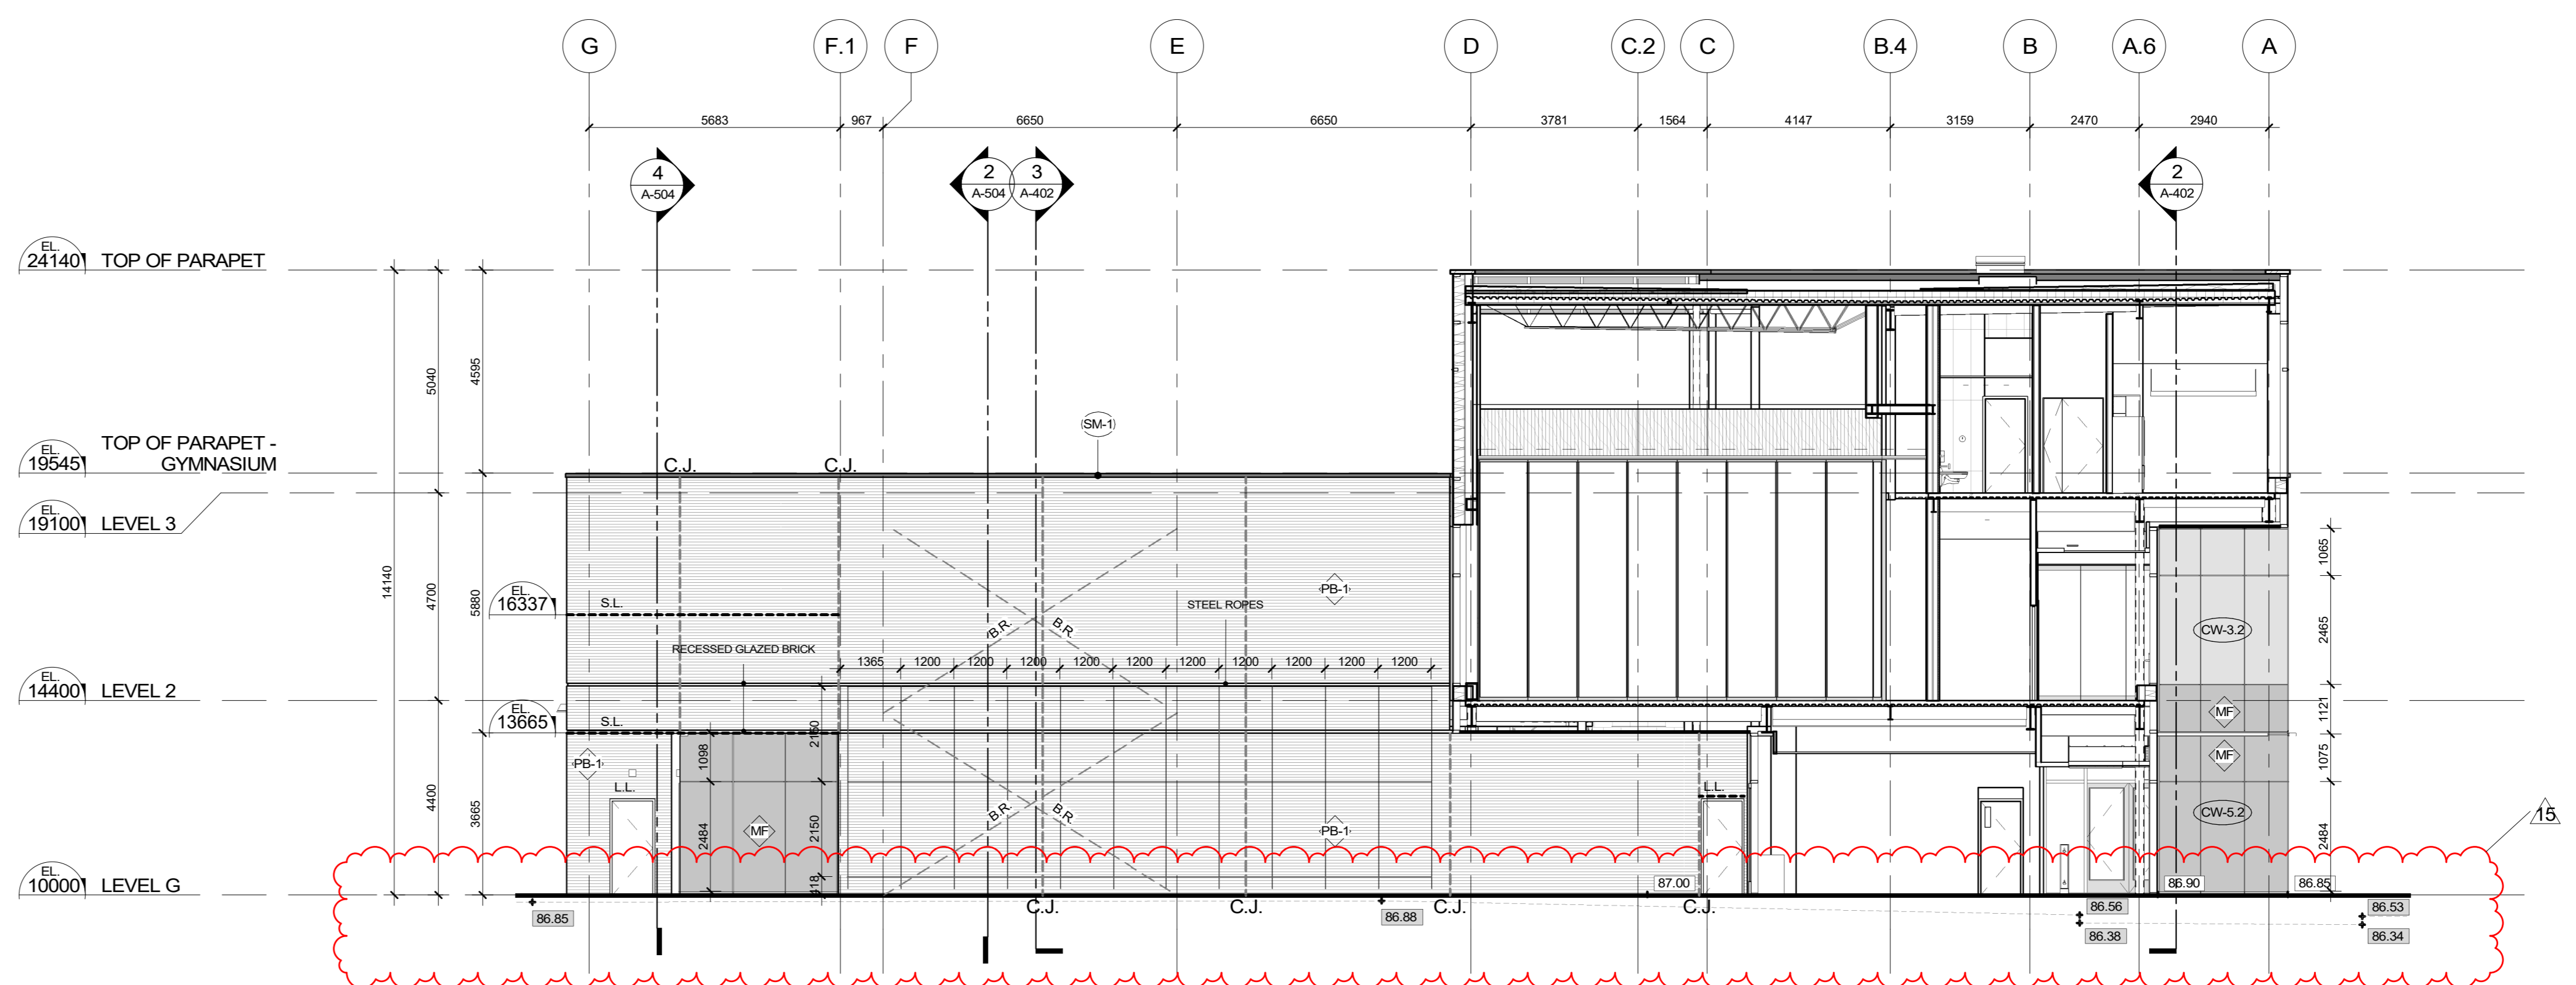 G
F.1
F
E
D
C.2
C
B.4
B
A.6
A
5683
967
6650
6650
3781
1564
4147
3159
2470
2940
4
A-504
2
A-504
3
A-402
2
A-402
EL.
24140
TOP OF PARAPET
EL.
19545
TOP OF PARAPET -
GYMNASIUM
EL.
19100
LEVEL 3
EL.
16337
S.L.
EL.
14400
LEVEL 2
EL.
13665
S.L.
EL.
10000
LEVEL G
14140
5040
4700
4400
4595
5880
3665
C.J.
C.J.
SM-1
PB-1
STEEL ROPES
B.R.
B.R.
RECESSED GLAZED BRICK
1365
1200
1200
1200
1200
1200
1200
1200
1200
1200
1200
PB-1
L.L.
1098
2484
MF
2150
2150
418
B.R.
B.R.
PB-1
L.L.
1065
2465
1121
1075
2484
CW-3.2
MF
MF
CW-5.2
15
87.00
86.90
86.85
86.85
86.88
C.J.
C.J.
C.J.
C.J.
86.56
86.38
86.53
86.34